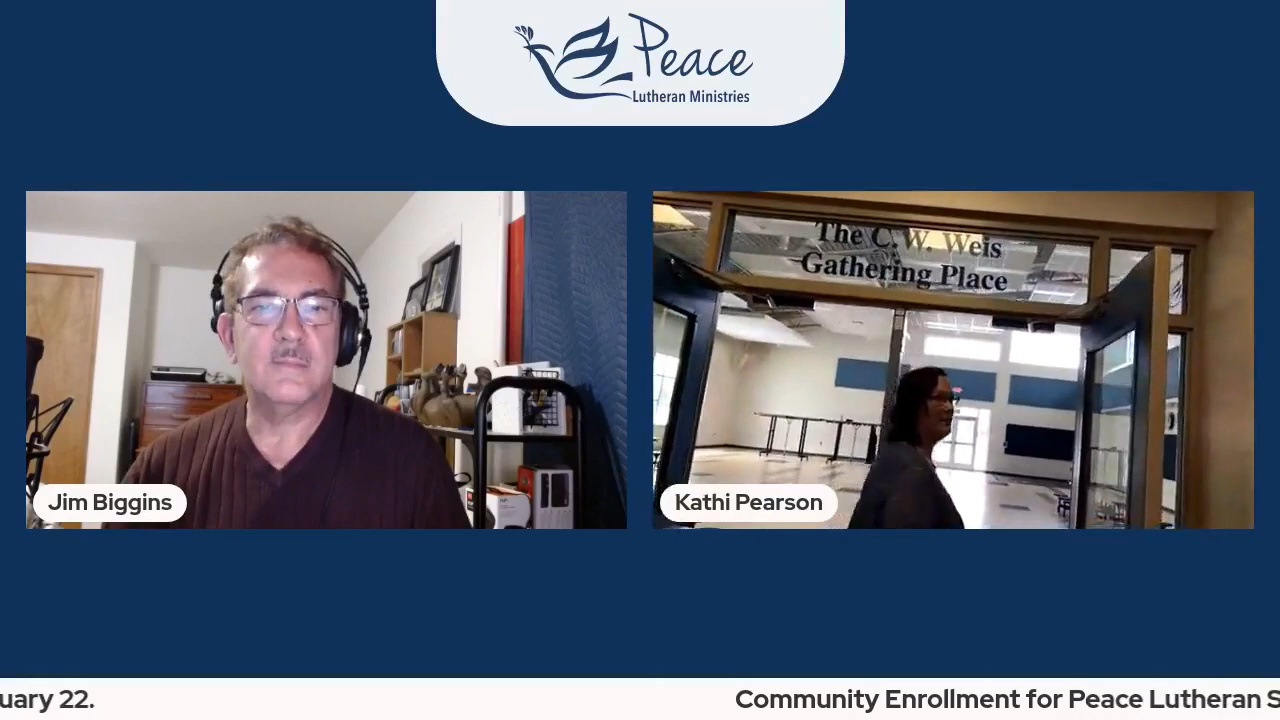 Peace
Lutheran Ministries
The C. W. Weis
Gathering Place
Jim Biggins
Kathi Pearson
uary 22.
Community Enrollment for Peace Lutheran S